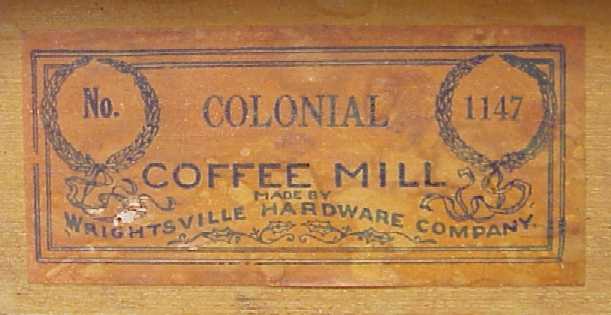 No. COLONIAL 1147
COFFEE MILL
MADE BY
WRIGHTSVILLE HARDWARE COMPANY.